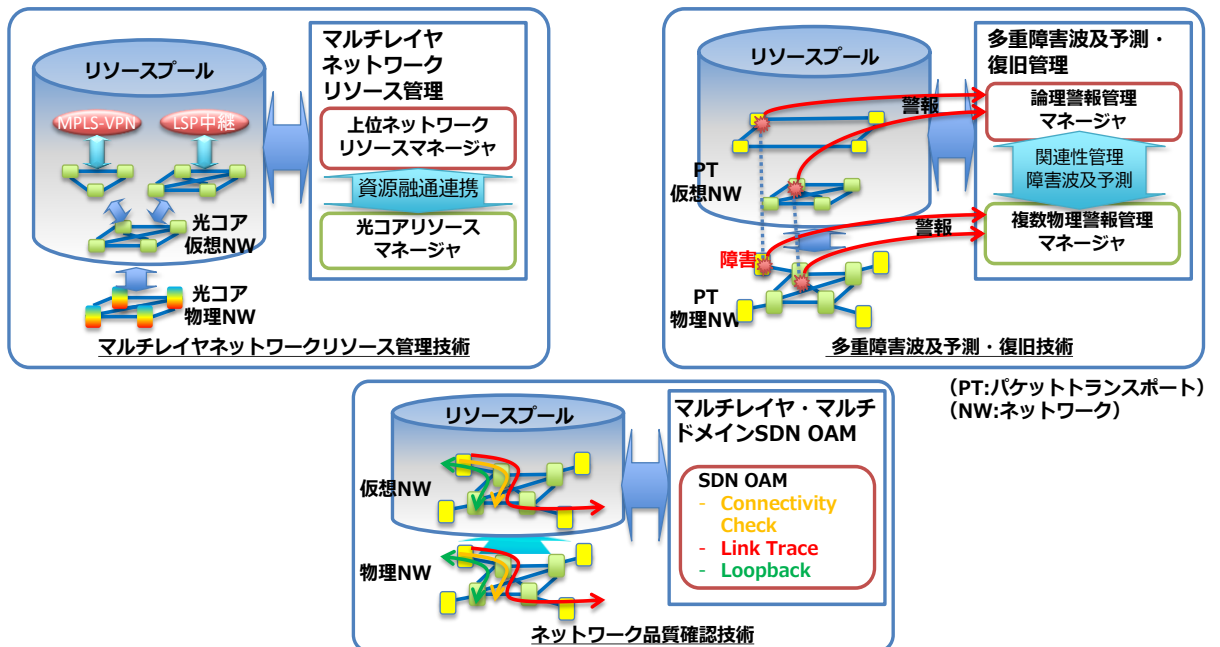 リソースプール
MPLS-VPN
LSP中継
光コア
仮想NW
光コア
物理NW
マルチレイヤ
ネットワーク
リソース管理
上位ネットワーク
リソースマネージャ
資源融通連携
光コアリソース
マネージャ
マルチレイヤネットワークリソース管理技術
リソースプール
警報
PT
仮想NW
警報
障害
PT
物理NW
多重障害波及予測・
復旧管理
論理警報管理
マネージャ
関連性管理
障害波及予測
複数物理警報管理
マネージャ
多重障害波及予測・復旧技術
（PT:パケットトランスポート）
（NW:ネットワーク）
リソースプール
仮想NW
物理NW
マルチレイヤ・マルチ
ドメインSDN OAM
SDN OAM
- Connectivity
Check
- Link Trace
- Loopback
ネットワーク品質確認技術